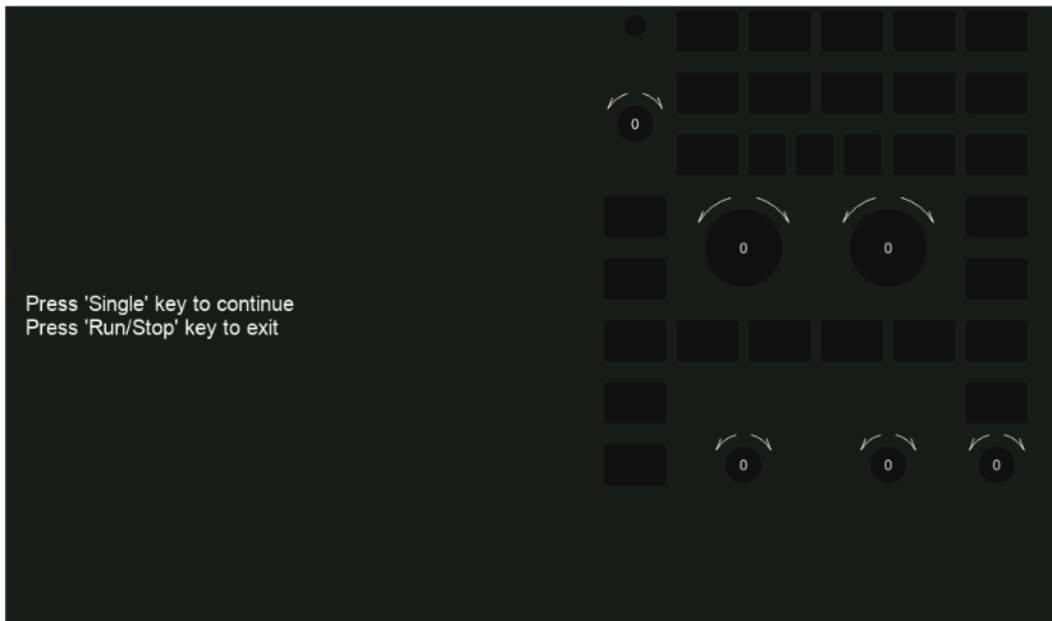 0
0 0
Press 'Single' key to continue
Press 'Run/Stop' key to exit
0 0 0